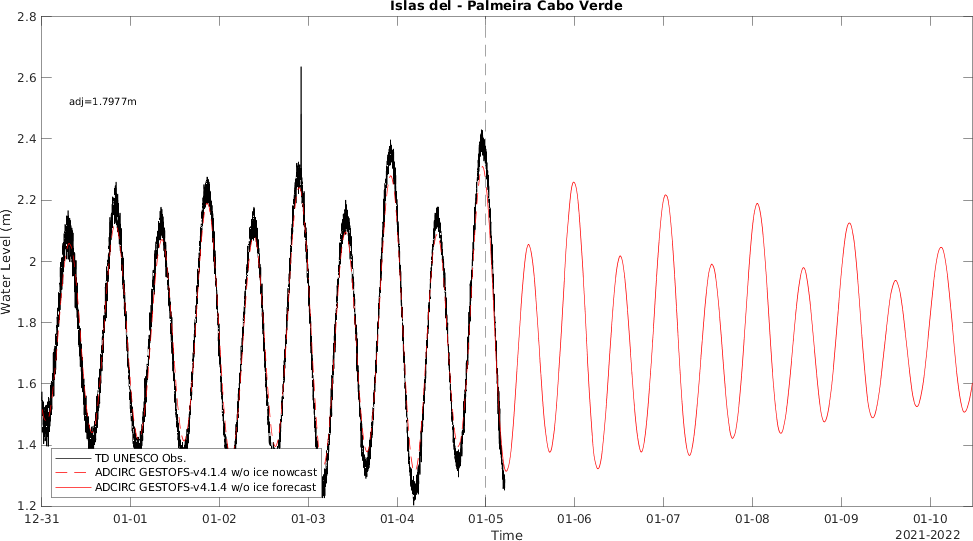 Islas del - Palmeira Cabo Verde
2.8
2.6
2.4
2.2
2
1.8
1.6
1.4
1.2
Water Level (m)
adj=1.7977m
TD UNESCO Obs.
ADCIRC GESTOFS-v4.1.4 w/o ice nowcast
ADCIRC GESTOFS-v4.1.4 w/o ice forecast
12-31 01-01 01-02 01-03 01-04 01-05 01-06 01-07 01-08 01-09 01-10
Time
2021-2022